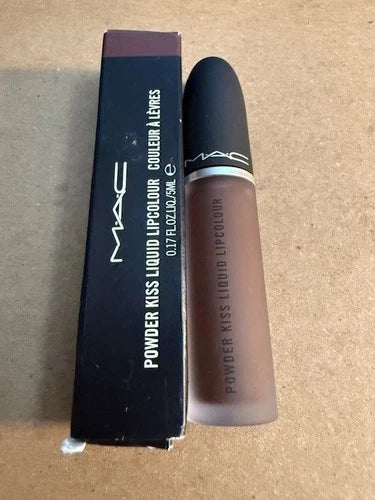 MAC
POWDER KISS LIQUID LIPCOLOUR COULEUR À LÈVRES
0.17 FL.OZ.LIQ/5ML ℮
MAC
POWDER KISS LIQUID LIPCOLOUR